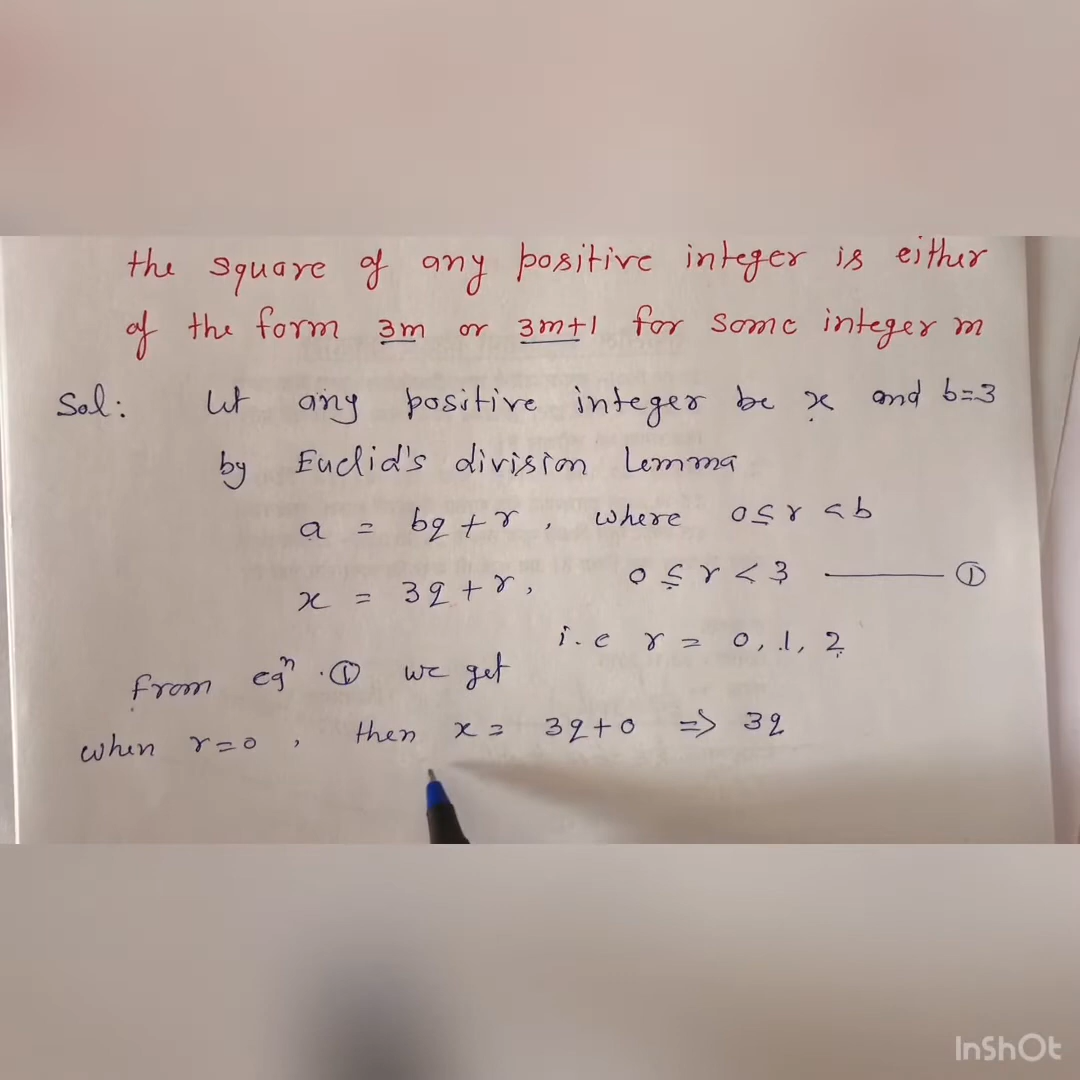 the square of any positive integer is either
of the form 3m or 3m+1 for some integer m
Sol: Let any positive integer be x and b=3
by Euclid's division Lemma
a = bq + r , where 0 ≤ r < b
x = 3q + r , 0 ≤ r < 3 ——— ①
i.e r = 0, 1, 2
from eqⁿ . ① we get
when r = 0 , then x = 3q + 0 => 3q
InShOt